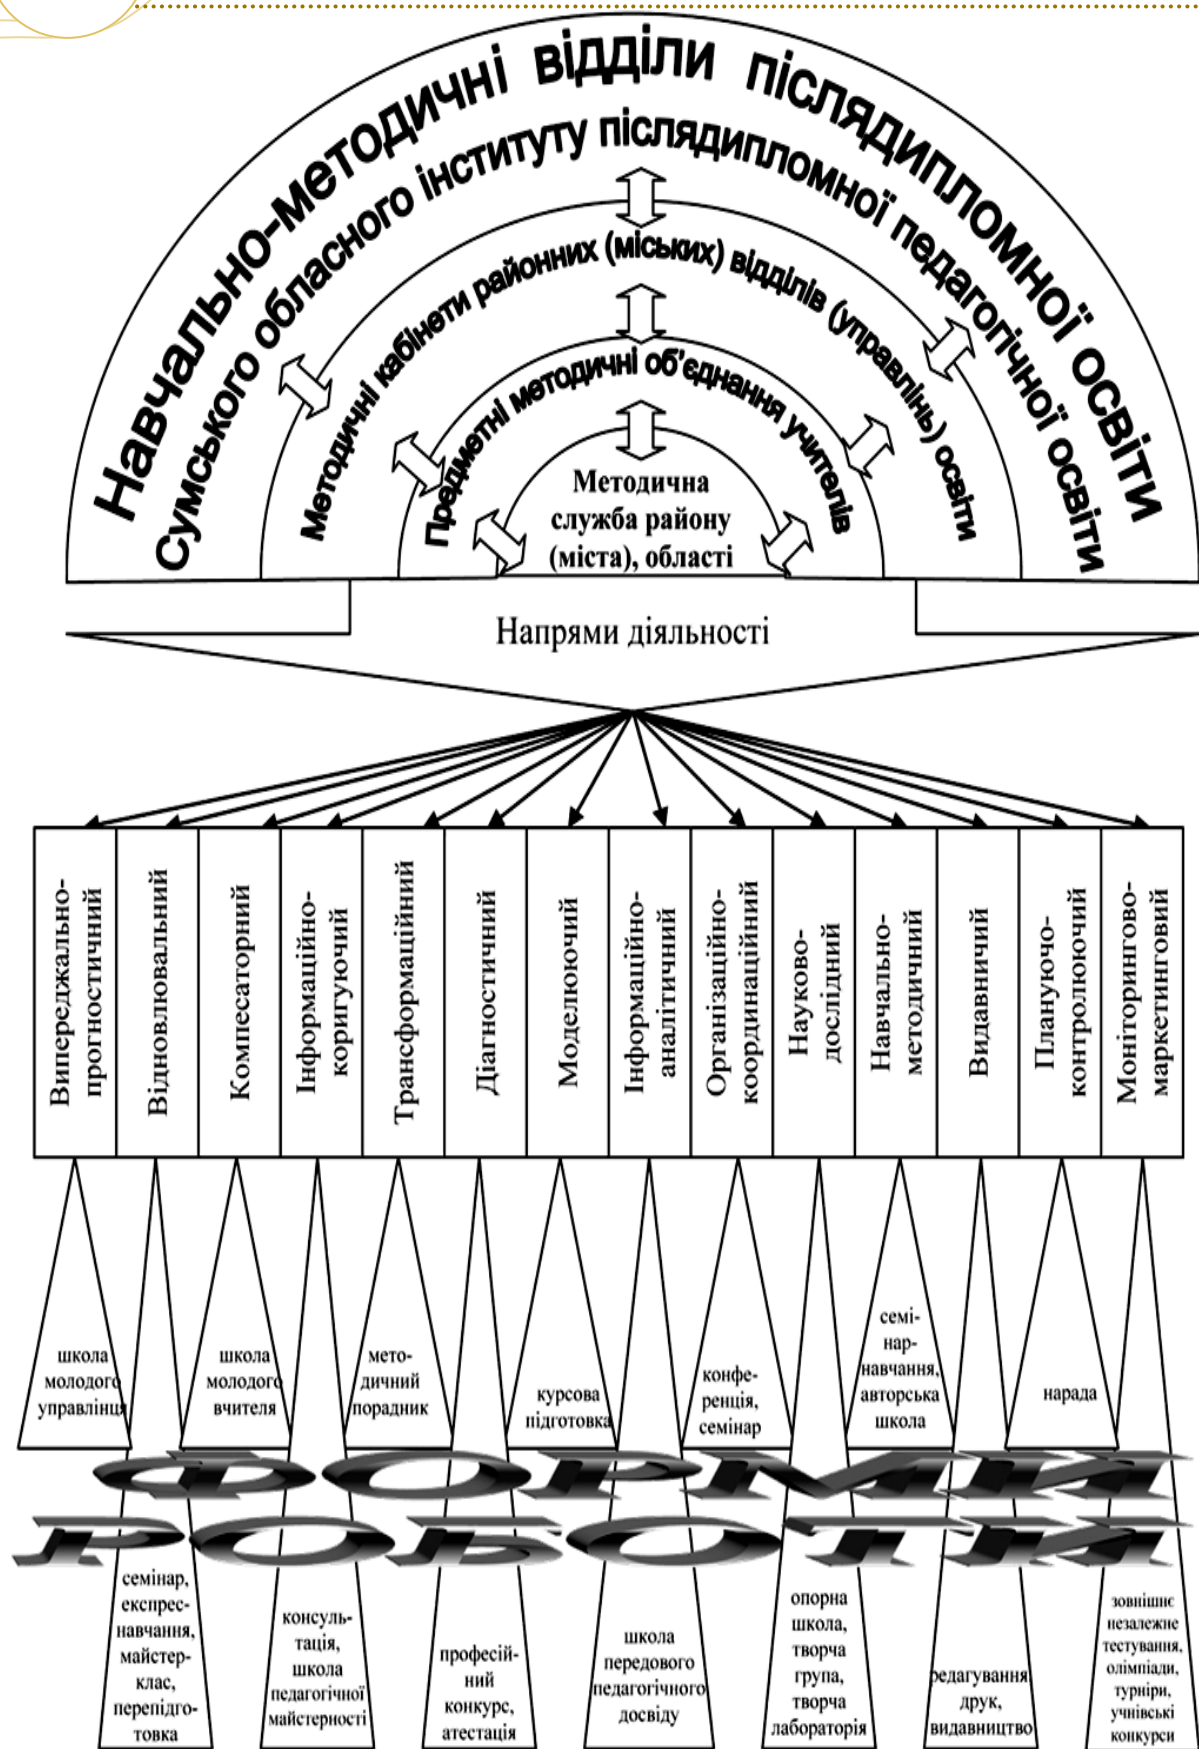 Навчально-методичні відділи післядипломної освіти
Сумського обласного інституту післядипломної педагогічної освіти
Методичні кабінети районних (міських) відділів (управлінь) освіти
Предметні методичні об'єднання учителів
Методична
служба району
(міста), області
Напрями діяльності
Випереджально-
прогностичний
Відновлювальний
Компесаторний
Інформаційно-
коригуючий
Трансформаційний
Діагностичний
Моделюючий
Інформаційно-
аналітичний
Організаційно-
координаційний
Науково-
дослідний
Навчально-
методичний
Видавничий
Плануючо-
контролюючий
Моніторингово-
маркетинговий
школа
молодого
управлінця
школа
молодого
вчителя
мето-
дичний
порадник
курсова
підготовка
конфе-
ренція,
семінар
семі-
нар-
навчання,
авторська
школа
нарада
ФОРМИ
РОБОТИ
семінар,
експрес-
навчання,
майстер-
клас,
перепідго-
товка
консуль-
тація,
школа
педагогічної
майстерності
професій-
ний
конкурс,
атестація
школа
передового
педагогічного
досвіду
опорна
школа,
творча
група,
творча
лабораторія
редагування,
друк,
видавництво
зовнішнє
незалежне
тестування,
олімпіади,
турніри,
учнівські
конкурси